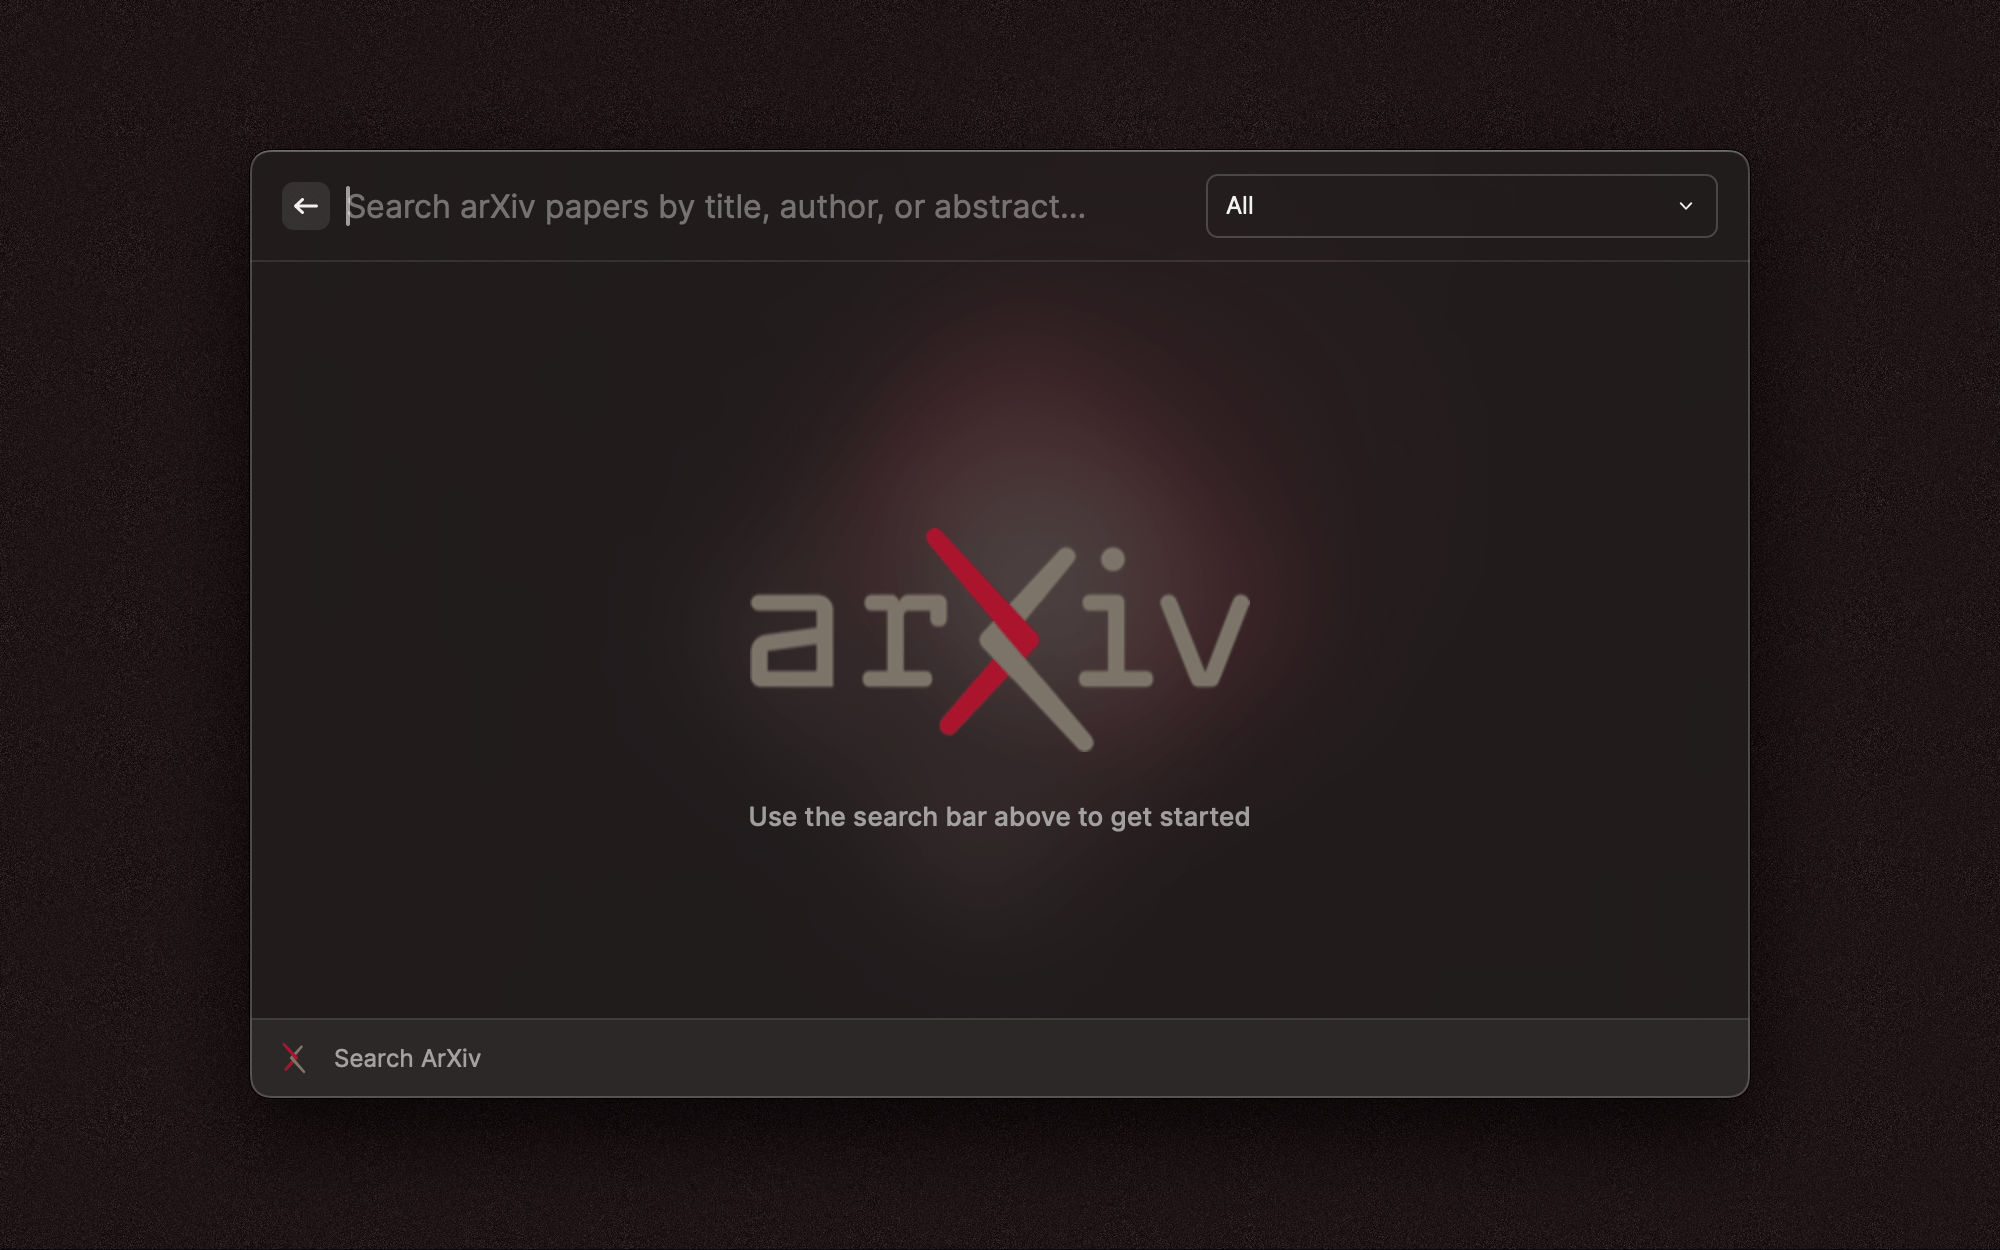 Search arXiv papers by title, author, or abstract...
All
arXiv
Use the search bar above to get started
Search ArXiv